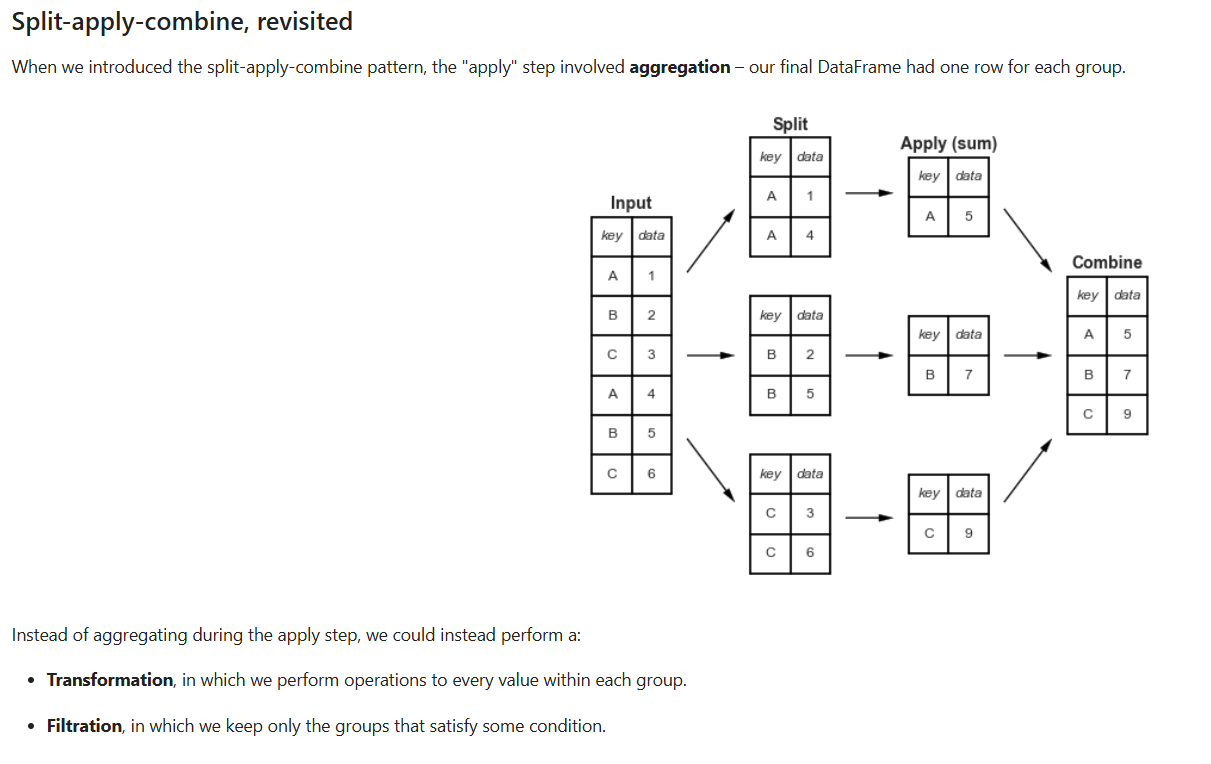 Split-apply-combine, revisited
When we introduced the split-apply-combine pattern, the "apply" step involved aggregation – our final DataFrame had one row for each group.
Input
key data
A 1
B 2
C 3
A 4
B 5
C 6
Split
key data
A 1
A 4
key data
B 2
B 5
key data
C 3
C 6
Apply (sum)
key data
A 5
key data
B 7
key data
C 9
Combine
key data
A 5
B 7
C 9
Instead of aggregating during the apply step, we could instead perform a:
• Transformation, in which we perform operations to every value within each group.
• Filtration, in which we keep only the groups that satisfy some condition.